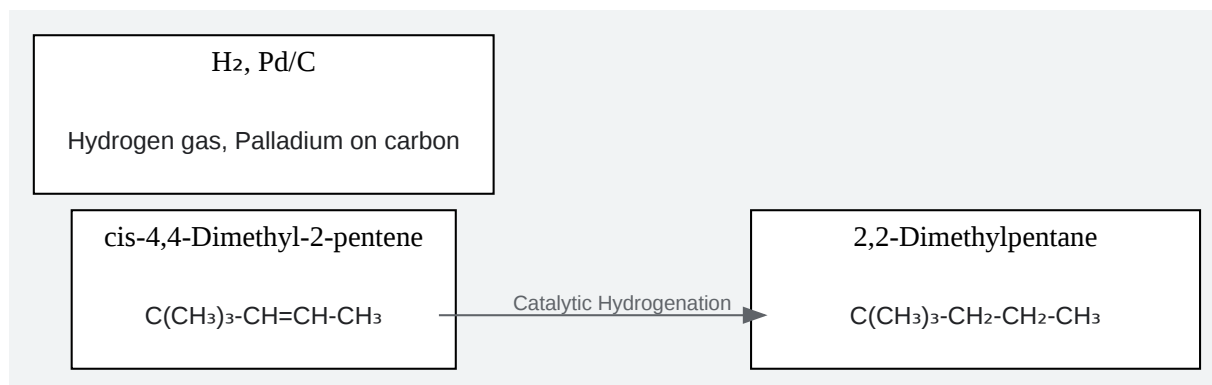 H₂, Pd/C
Hydrogen gas, Palladium on carbon
cis-4,4-Dimethyl-2-pentene
C(CH₃)₃-CH=CH-CH₃
Catalytic Hydrogenation
2,2-Dimethylpentane
C(CH₃)₃-CH₂-CH₂-CH₃